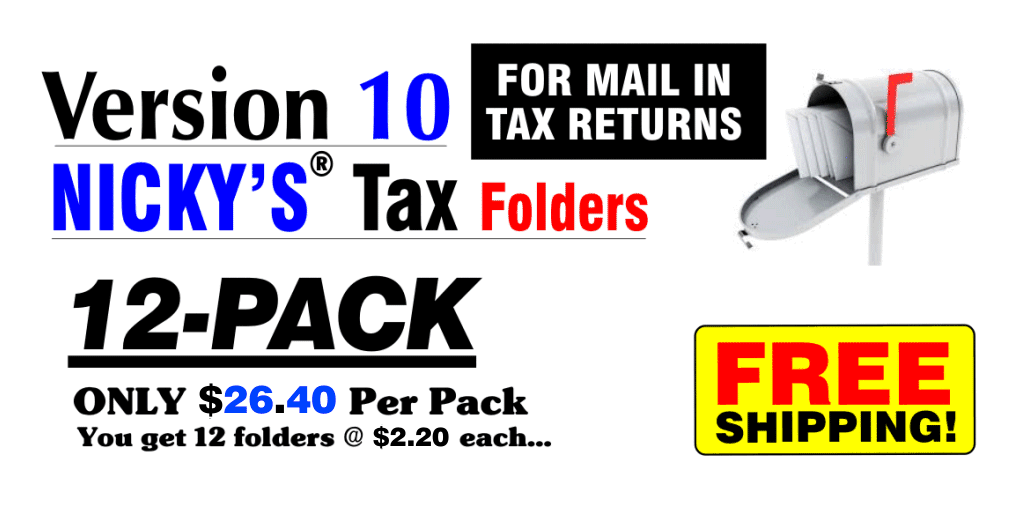 Version 10
FOR MAIL IN
TAX RETURNS
NICKY'S® Tax Folders
12-PACK
ONLY $26.40 Per Pack
You get 12 folders @ $2.20 each...
FREE
SHIPPING!